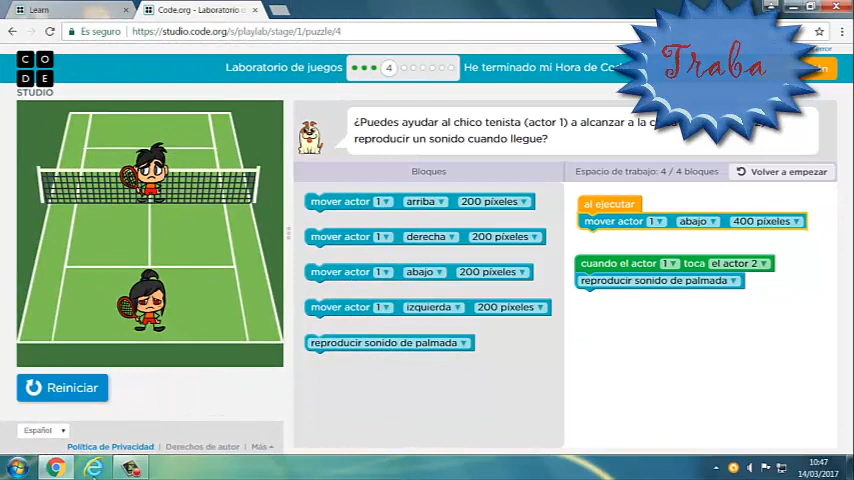 Learn
Code.org - Laboratorio d
Es seguro
https://studio.code.org/s/playlab/stage/1/puzzle/4
C O
D E
STUDIO
Laboratorio de juegos
4
He terminado mi Hora de Cod
Traba
¿Puedes ayudar al chico tenista (actor 1) a alcanzar a la
reproducir un sonido cuando llegue?
Bloques
Espacio de trabajo: 4 / 4 bloques
Volver a empezar
mover actor 1 arriba 200 píxeles
mover actor 1 derecha 200 píxeles
mover actor 1 abajo 200 píxeles
mover actor 1 izquierda 200 píxeles
reproducir sonido de palmada
al ejecutar
mover actor 1 abajo 400 píxeles
cuando el actor 1 toca el actor 2
reproducir sonido de palmada
Reiniciar
Español
Política de Privacidad
Derechos de autor
Más
10:47
14/03/2017